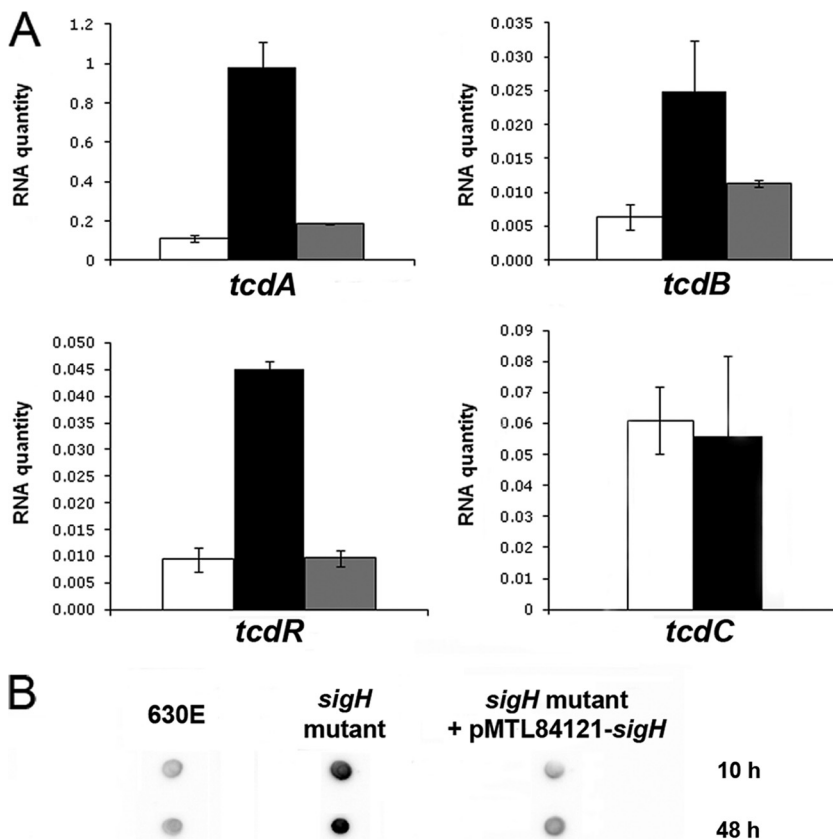 A
RNA quantity
1.2
1
0.8
0.6
0.4
0.2
0
tcdA
RNA quantity
0.035
0.030
0.025
0.020
0.015
0.010
0.005
0.000
tcdB
RNA quantity
0.050
0.045
0.040
0.035
0.030
0.025
0.020
0.015
0.010
0.005
0.000
tcdR
RNA quantity
0.09
0.08
0.07
0.06
0.05
0.04
0.03
0.02
0.01
0
tcdC
B
630E
sigH
mutant
sigH mutant
+ pMTL84121-sigH
10 h
48 h